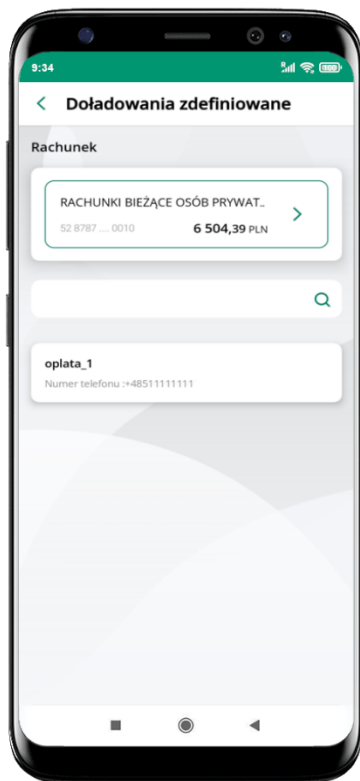 9:34
Doładowania zdefiniowane
Rachunek
RACHUNKI BIEŻĄCE OSÓB PRYWAT..
52 8787 .... 0010 6 504,39 PLN
oplata_1
Numer telefonu :+48511111111